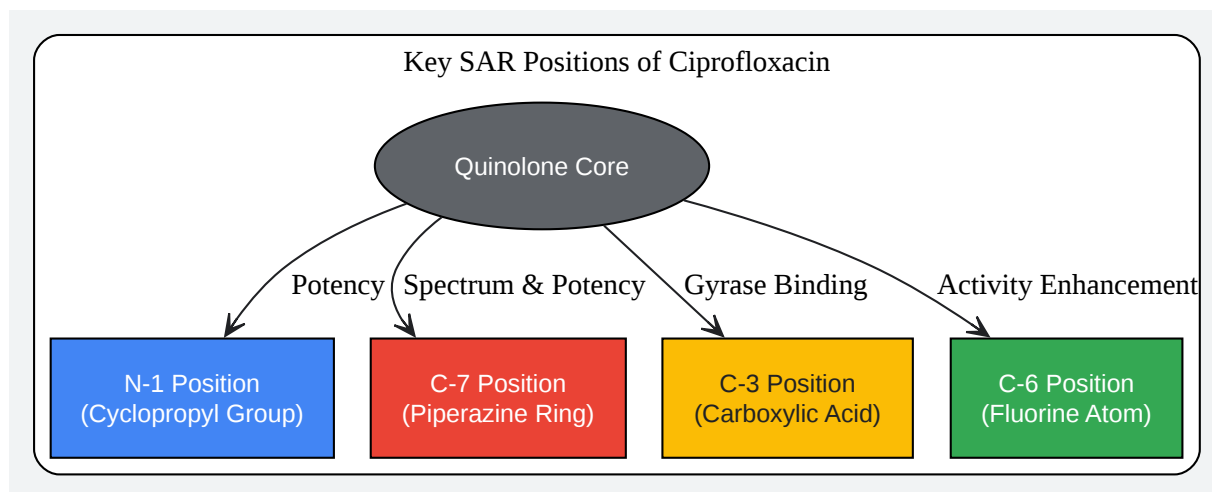 Key SAR Positions of Ciprofloxacin
Quinolone Core
Potency
Spectrum & Potency
Gyrase Binding
Activity Enhancement
N-1 Position
(Cyclopropyl Group)
C-7 Position
(Piperazine Ring)
C-3 Position
(Carboxylic Acid)
C-6 Position
(Fluorine Atom)